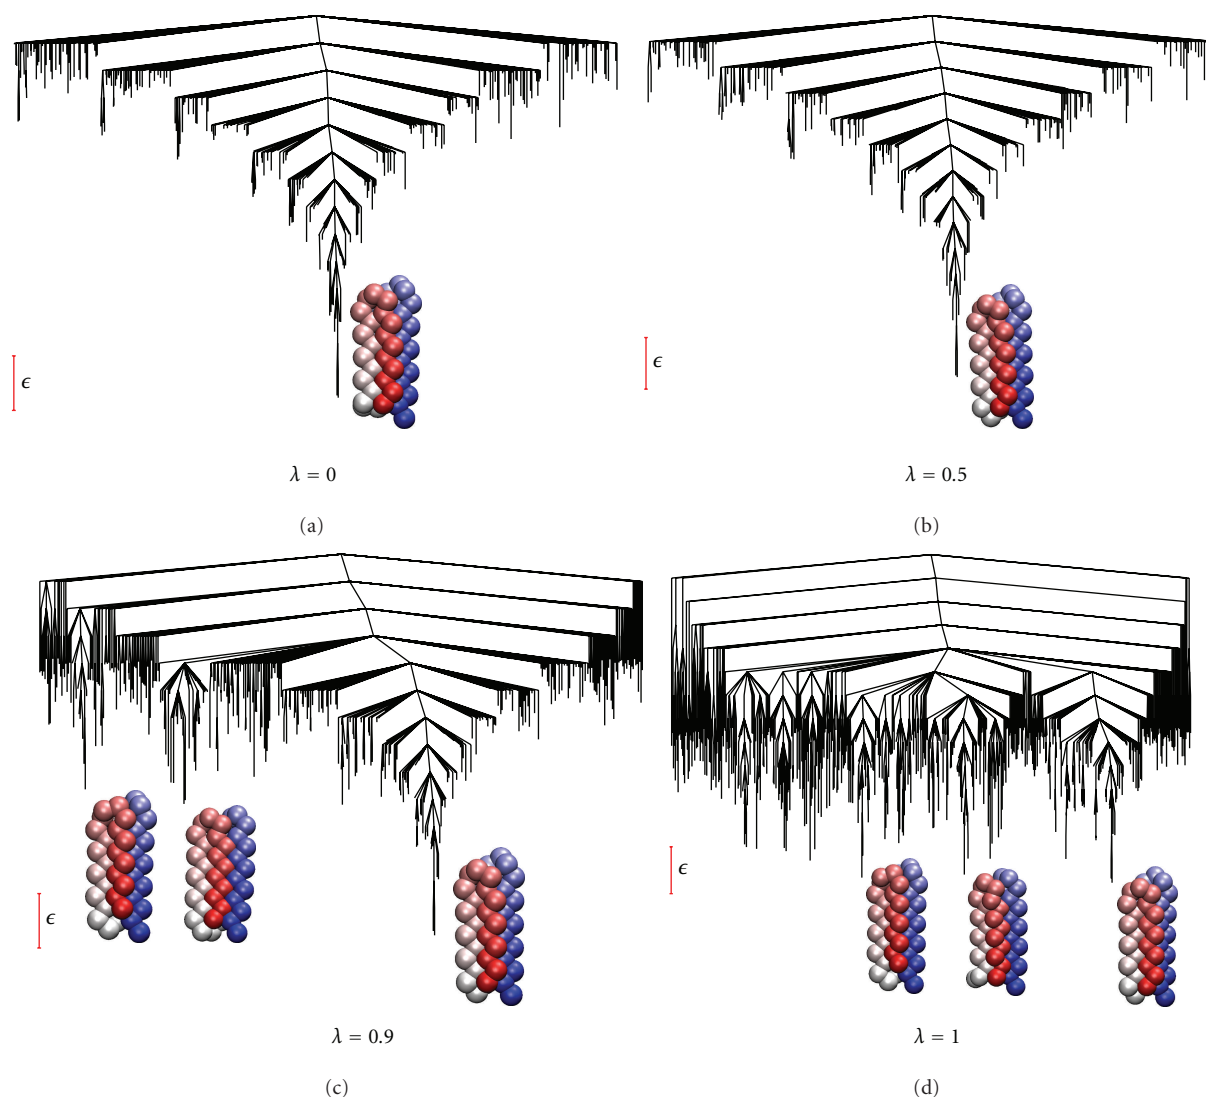 ϵ
ϵ
λ = 0
λ = 0.5
(a)
(b)
ϵ
ϵ
λ = 0.9
λ = 1
(c)
(d)